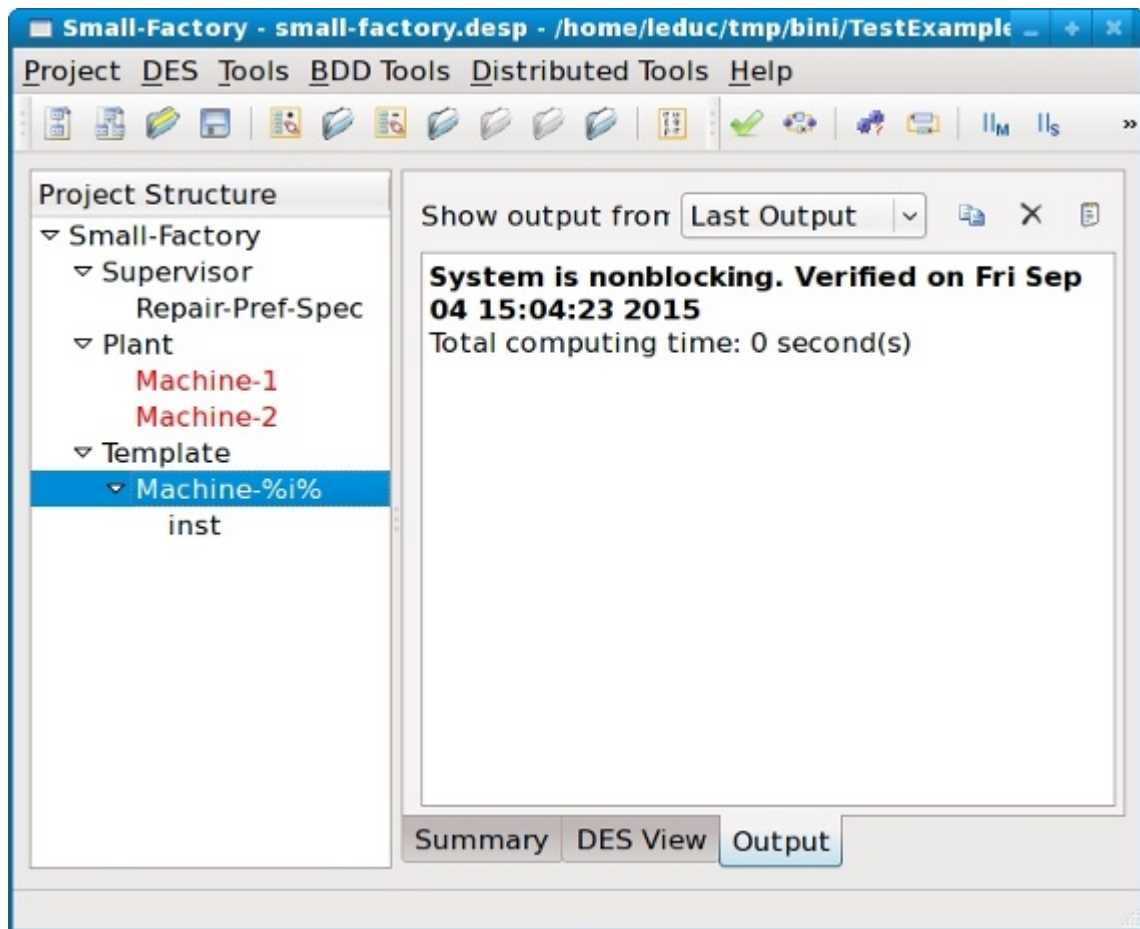 Small-Factory - small-factory.desp - /home/leduc/tmp/bini/TestExample
Project DES Tools BDD Tools Distributed Tools Help
Project Structure
Small-Factory
Supervisor
Repair-Pref-Spec
Plant
Machine-1
Machine-2
Template
Machine-%i%
inst
Show output from Last Output
System is nonblocking. Verified on Fri Sep
04 15:04:23 2015
Total computing time: 0 second(s)
Summary DES View Output